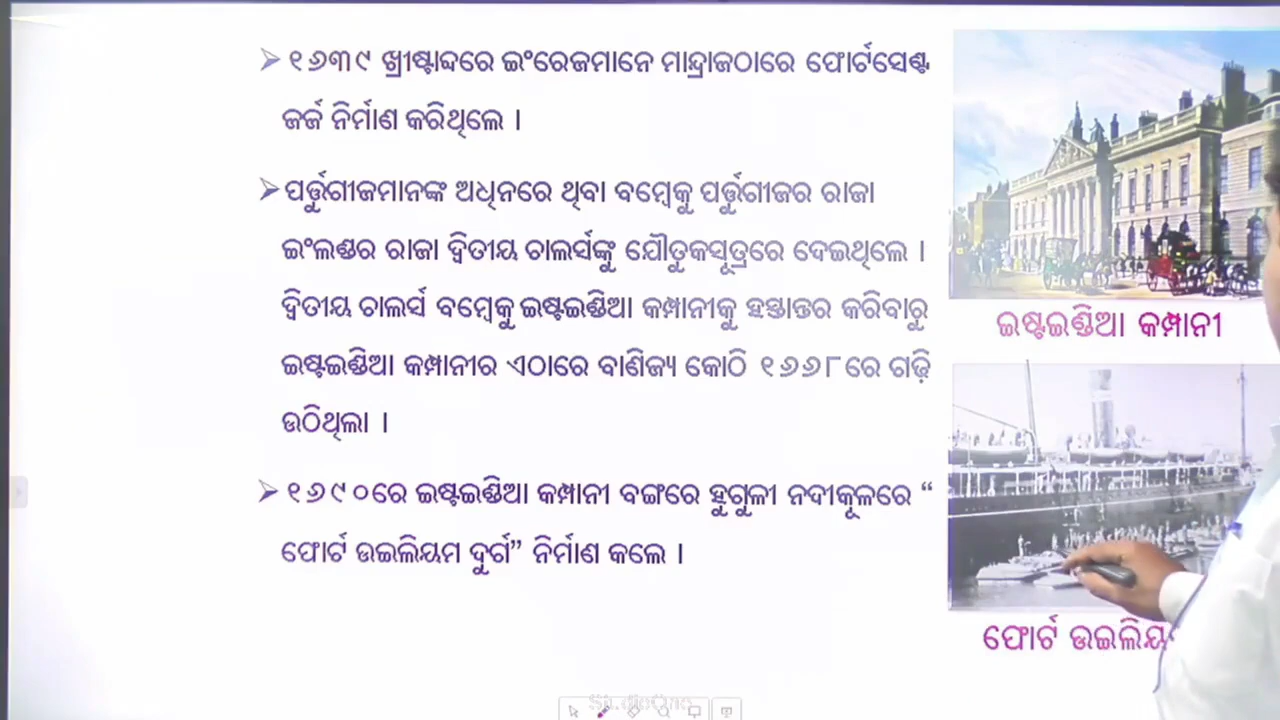 ➢ ୧୬୩୯ ଖ୍ରୀଷ୍ଟାବ୍ଦରେ ଇଂରେଜମାନେ ମାଦ୍ରାଜଠାରେ ଫୋର୍ଟସେଣ୍ଟ
ଜର୍ଜ ନିର୍ମାଣ କରିଥିଲେ ।
➢ ପର୍ତ୍ତୁଗୀଜମାନଙ୍କ ଅଧିନରେ ଥିବା ବମ୍ବେକୁ ପର୍ତ୍ତୁଗୀଜର ରାଜା
ଇଂଲଣ୍ଡର ରାଜା ଦ୍ଵିତୀୟ ଚାଲର୍ସଙ୍କୁ ଯୌତୁକସୂତ୍ରରେ ଦେଇଥିଲେ ।
ଦ୍ଵିତୀୟ ଚାଲର୍ସ ବମ୍ବେକୁ ଇଷ୍ଟଇଣ୍ଡିଆ କମ୍ପାନୀକୁ ହସ୍ତାନ୍ତର କରିବାରୁ
ଇଷ୍ଟଇଣ୍ଡିଆ କମ୍ପାନୀର ଏଠାରେ ବାଣିଜ୍ୟ କୋଠି ୧୬୬୮ରେ ଗଢ଼ି
ଉଠିଥିଲା ।
➢ ୧୬୯୦ରେ ଇଷ୍ଟଇଣ୍ଡିଆ କମ୍ପାନୀ ବଙ୍ଗରେ ହୁଗୁଳୀ ନଦୀକୂଳରେ “
ଫୋର୍ଟ ଉଇଲିୟମ ଦୁର୍ଗ” ନିର୍ମାଣ କଲେ ।
ଇଷ୍ଟଇଣ୍ଡିଆ କମ୍ପାନୀ
ଫୋର୍ଟ